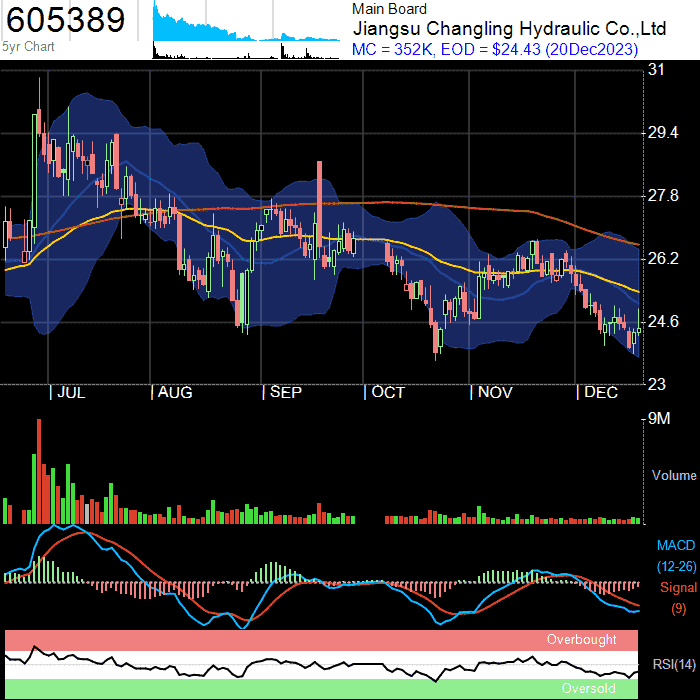 605389
5yr Chart
Main Board
Jiangsu Changling Hydraulic Co.,Ltd
MC = 352K, EOD = $24.43 (20Dec2023)
31
29.4
27.8
26.2
24.6
23
| JUL
| AUG
| SEP
| OCT
| NOV
| DEC
9M
Volume
MACD
(12-26)
Signal
(9)
Overbought
RSI(14)
Oversold